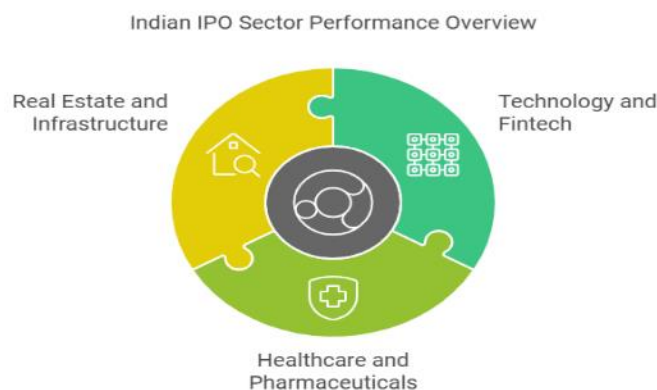 Indian IPO Sector Performance Overview
Real Estate and
Infrastructure
Technology and
Fintech
Healthcare and
Pharmaceuticals